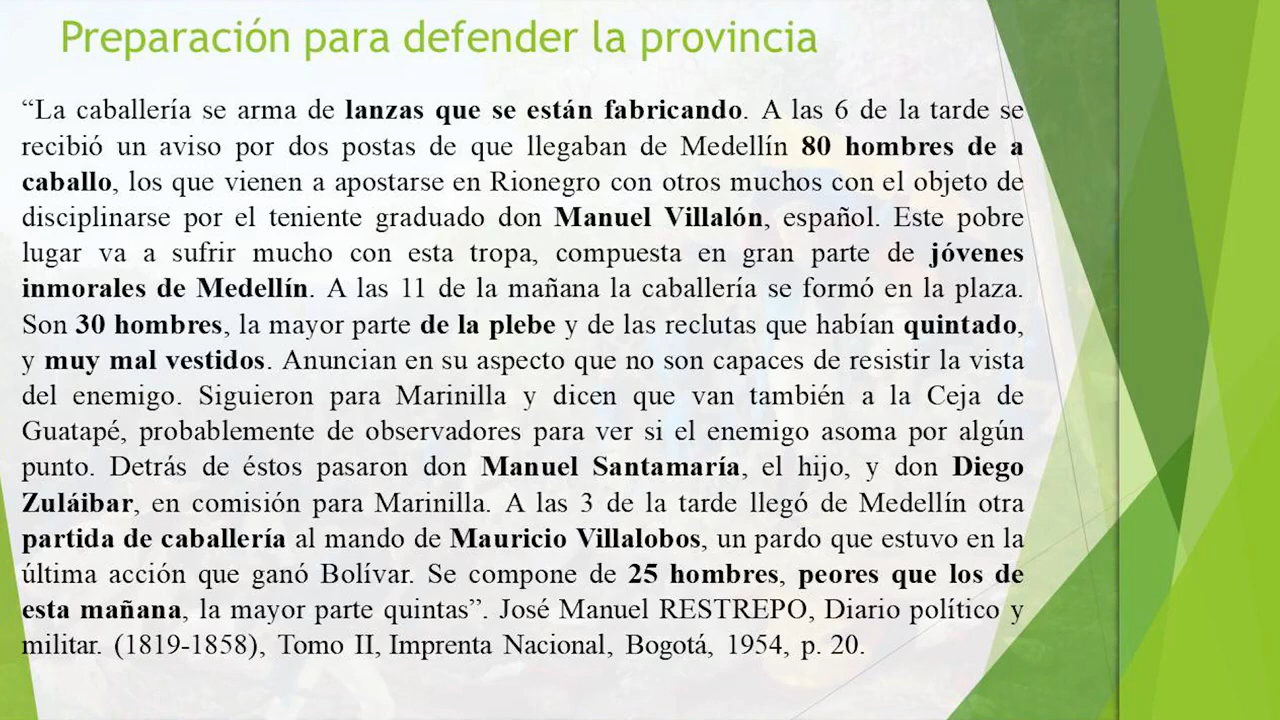 Preparación para defender la provincia
“La caballería se arma de lanzas que se están fabricando. A las 6 de la tarde se
recibió un aviso por dos postas de que llegaban de Medellín 80 hombres de a
caballo, los que vienen a apostarse en Rionegro con otros muchos con el objeto de
disciplinarse por el teniente graduado don Manuel Villalón, español. Este pobre
lugar va a sufrir mucho con esta tropa, compuesta en gran parte de jóvenes
inmorales de Medellín. A las 11 de la mañana la caballería se formó en la plaza.
Son 30 hombres, la mayor parte de la plebe y de las reclutas que habían quintado,
y muy mal vestidos. Anuncian en su aspecto que no son capaces de resistir la vista
del enemigo. Siguieron para Marinilla y dicen que van también a la Ceja de
Guatapé, probablemente de observadores para ver si el enemigo asoma por algún
punto. Detrás de éstos pasaron don Manuel Santamaría, el hijo, y don Diego
Zuláibar, en comisión para Marinilla. A las 3 de la tarde llegó de Medellín otra
partida de caballería al mando de Mauricio Villalobos, un pardo que estuvo en la
última acción que ganó Bolívar. Se compone de 25 hombres, peores que los de
esta mañana, la mayor parte quintas”. José Manuel RESTREPO, Diario político y
militar. (1819-1858), Tomo II, Imprenta Nacional, Bogotá, 1954, p. 20.